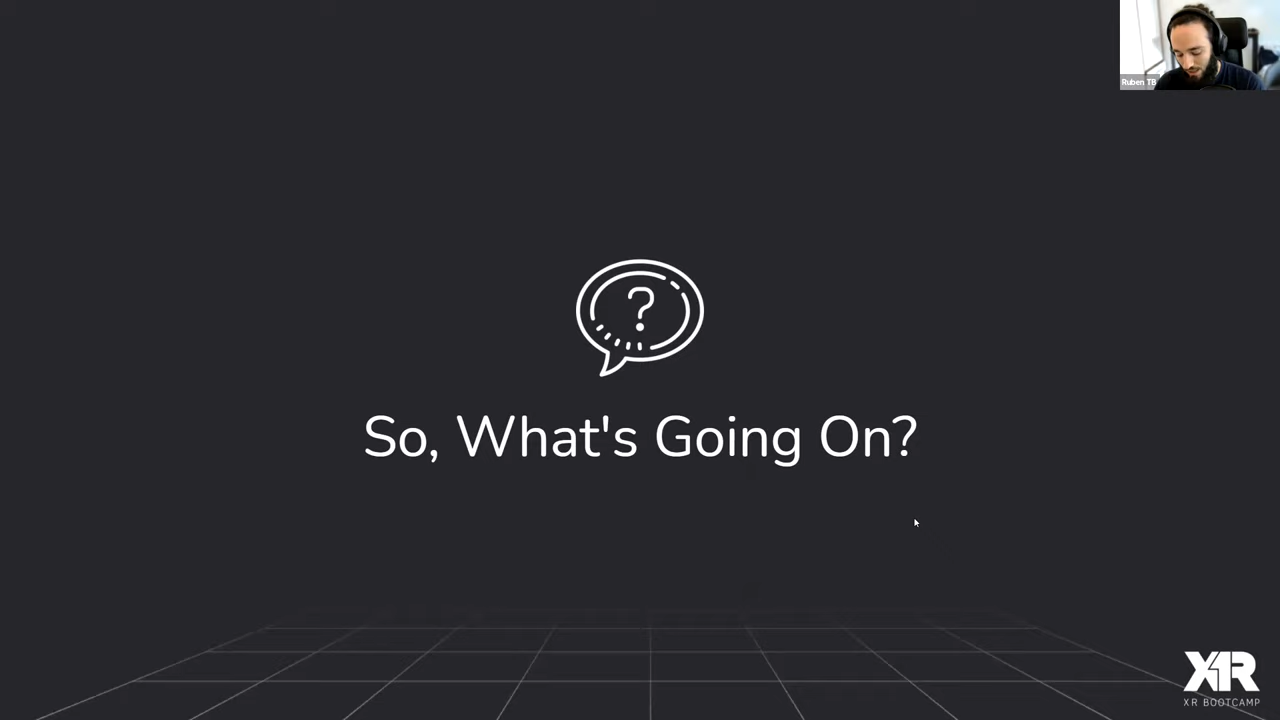 Ruben TB
?
So, What's Going On?
XR
XR BOOTCAMP